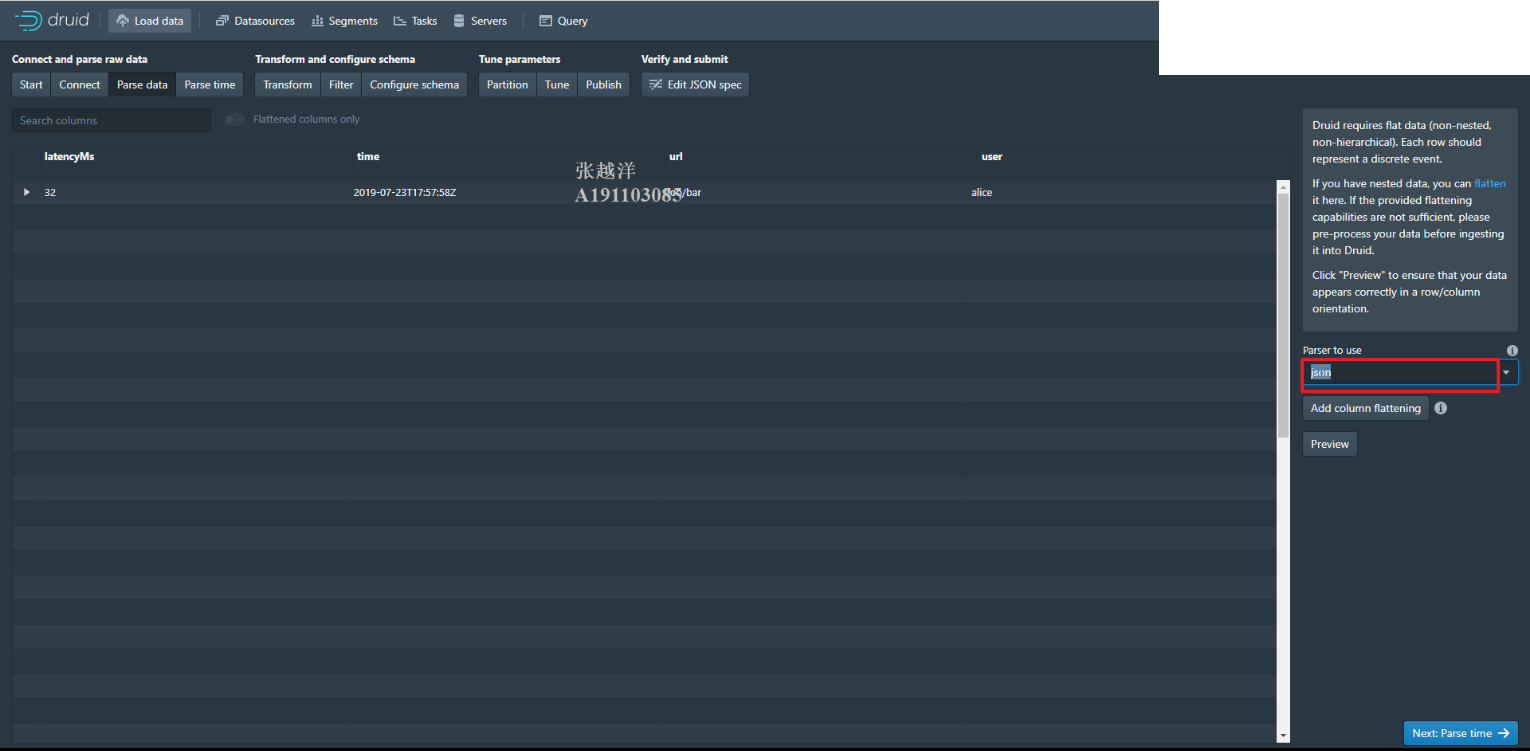 druid Load data Datasources Segments Tasks Servers Query
Connect and parse raw data Transform and configure schema Tune parameters Verify and submit
Start Connect Parse data Parse time Transform Filter Configure schema Partition Tune Publish Edit JSON spec
Search columns Flattened columns only
latencyMs time url user
32 2019-07-23T17:57:58Z /bar alice
张越洋
A191103085
Druid requires flat data (non-nested,
non-hierarchical). Each row should
represent a discrete event.
If you have nested data, you can flatten
it here. If the provided flattening
capabilities are not sufficient, please
pre-process your data before ingesting
it into Druid.
Click "Preview" to ensure that your data
appears correctly in a row/column
orientation.
Parser to use
json
Add column flattening
Preview
Next: Parse time